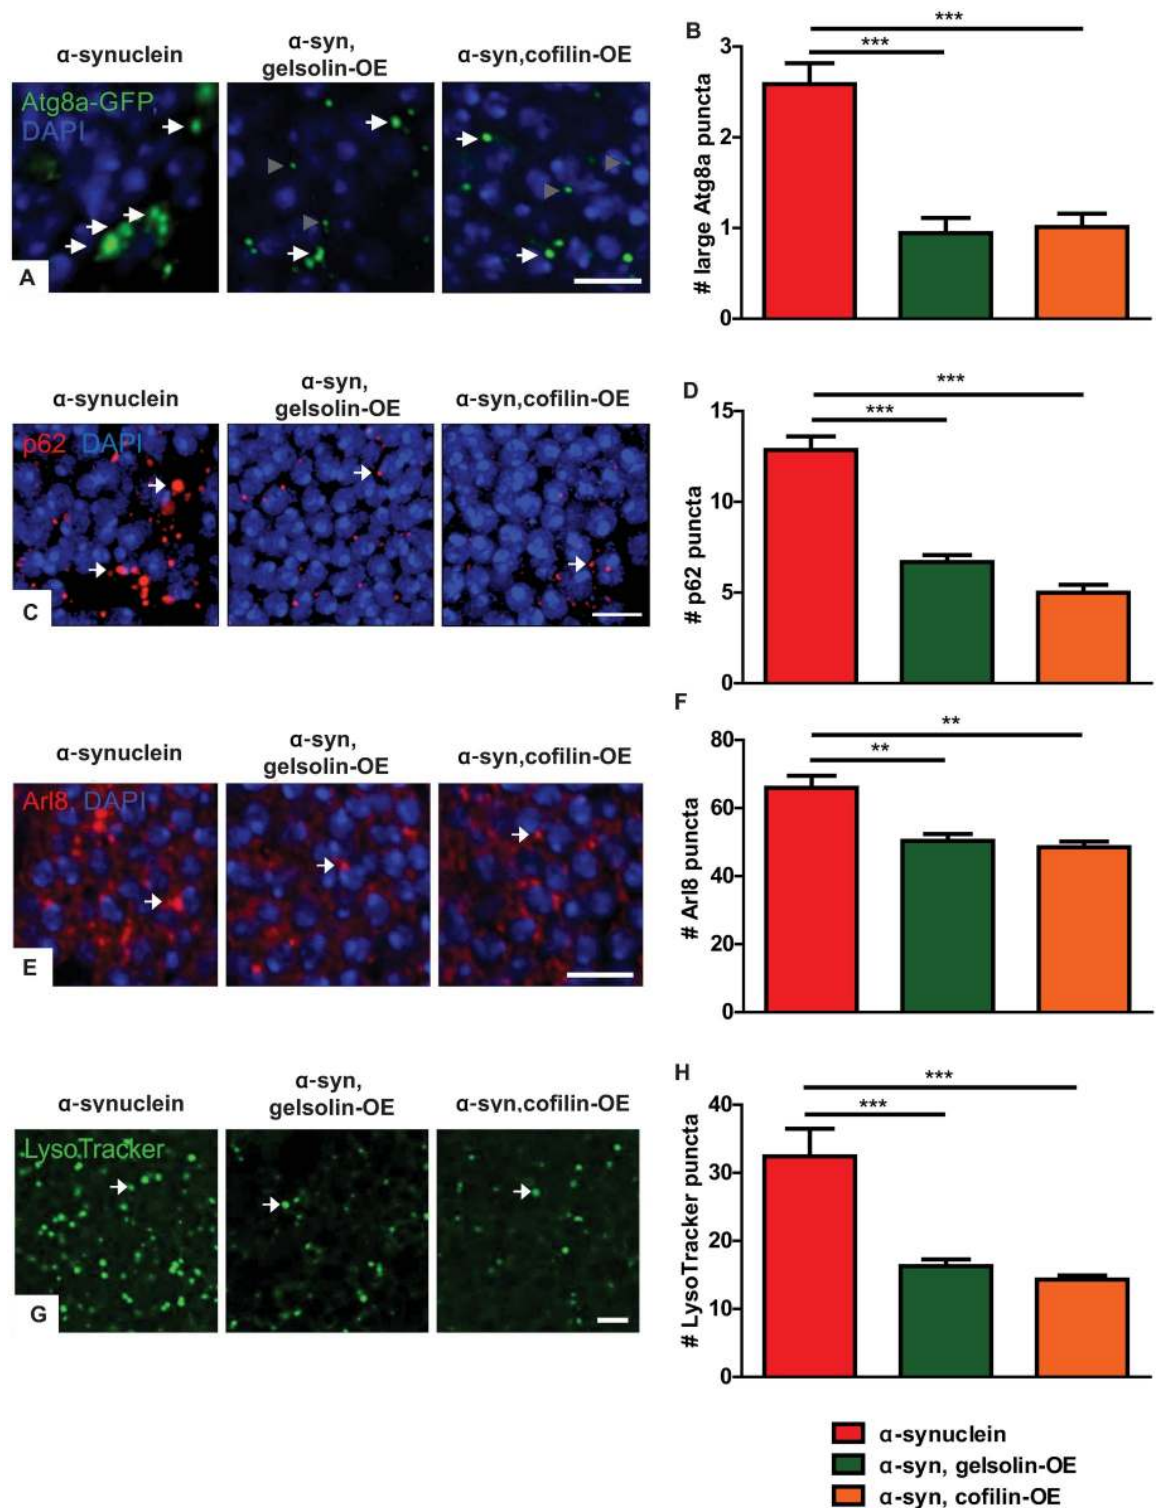 α-synuclein
α-syn,
gelsolin-OE
α-syn,cofilin-OE
Atg8a-GFP,
DAPI
A
B
***
***
3
2
1
0
# large Atg8a puncta
α-synuclein
α-syn,
gelsolin-OE
α-syn,cofilin-OE
p62 DAPI
C
D
***
***
15
10
5
0
# p62 puncta
α-synuclein
α-syn,
gelsolin-OE
α-syn,cofilin-OE
Arl8, DAPI
E
F
**
**
80
60
40
20
0
# Arl8 puncta
α-synuclein
α-syn,
gelsolin-OE
α-syn,cofilin-OE
LysoTracker
G
H
***
***
40
30
20
10
0
# LysoTracker puncta
α-synuclein
α-syn, gelsolin-OE
α-syn, cofilin-OE